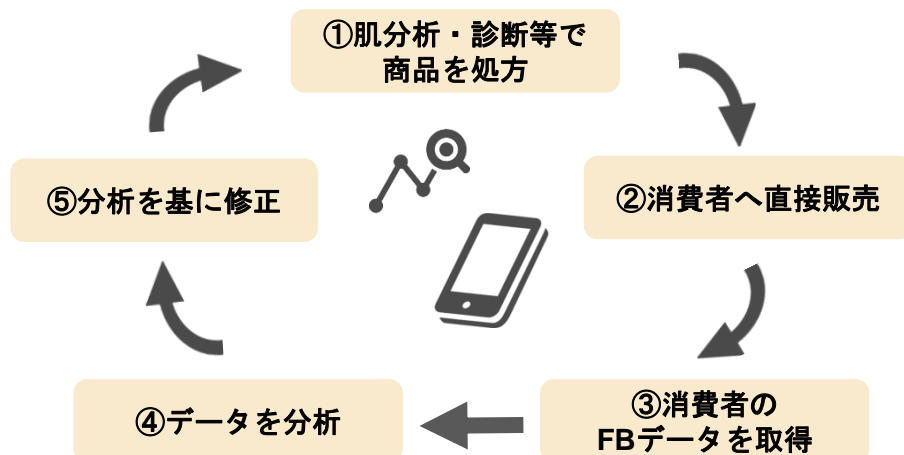 ①肌分析・診断等で
商品を処方
②消費者へ直接販売
③消費者の
FBデータを取得
④データを分析
⑤分析を基に修正